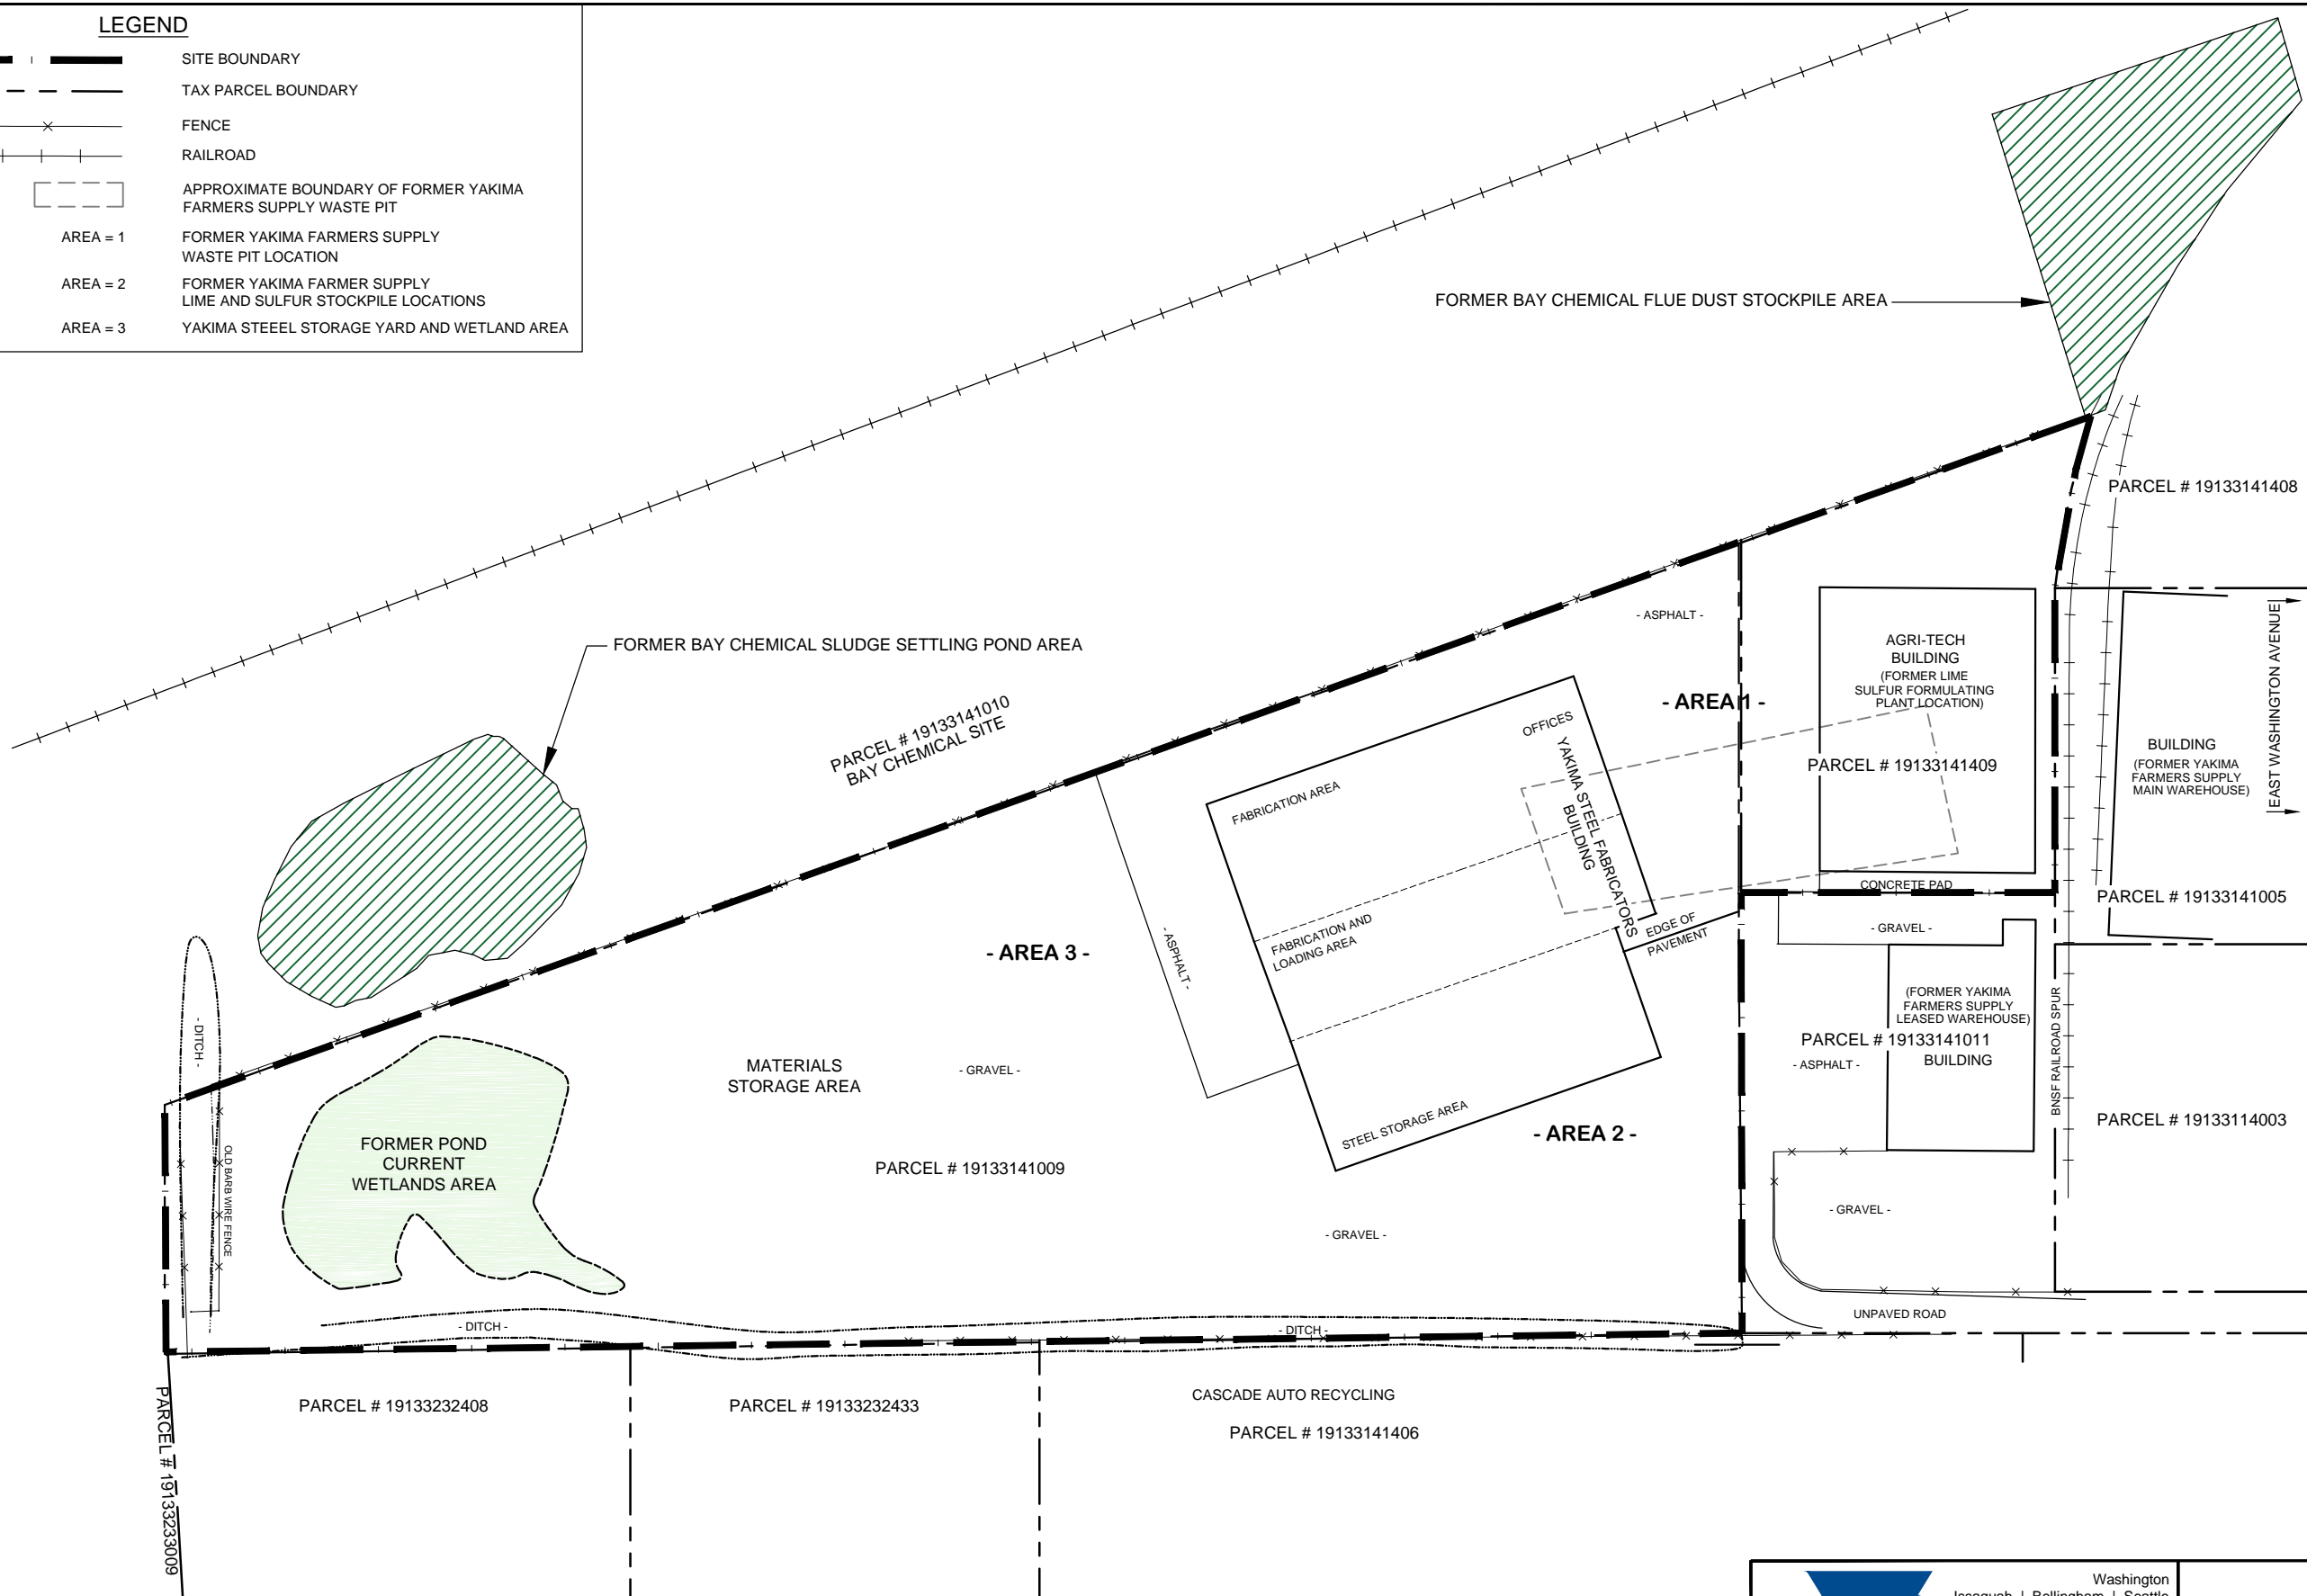 LEGEND
SITE BOUNDARY
TAX PARCEL BOUNDARY
FENCE
RAILROAD
APPROXIMATE BOUNDARY OF FORMER YAKIMA
FARMERS SUPPLY WASTE PIT
AREA = 1 FORMER YAKIMA FARMERS SUPPLY
WASTE PIT LOCATION
AREA = 2 FORMER YAKIMA FARMER SUPPLY
LIME AND SULFUR STOCKPILE LOCATIONS
AREA = 3 YAKIMA STEEEL STORAGE YARD AND WETLAND AREA
FORMER BAY CHEMICAL FLUE DUST STOCKPILE AREA
PARCEL # 19133141408
FORMER BAY CHEMICAL SLUDGE SETTLING POND AREA
PARCEL # 19133141010
BAY CHEMICAL SITE
- ASPHALT -
- AREA 1 -
AGRI-TECH
BUILDING
(FORMER LIME
SULFUR FORMULATING
PLANT LOCATION)
PARCEL # 19133141409
EAST WASHINGTON AVENUE
BUILDING
(FORMER YAKIMA
FARMERS SUPPLY
MAIN WAREHOUSE)
OFFICES
YAKIMA STEEL FABRICATORS
BUILDING
FABRICATION AREA
FABRICATION AND
LOADING AREA
STEEL STORAGE AREA
EDGE OF
PAVEMENT
CONCRETE PAD
PARCEL # 19133141005
- GRAVEL -
- AREA 3 -
- ASPHALT -
(FORMER YAKIMA
FARMERS SUPPLY
LEASED WAREHOUSE)
PARCEL # 19133141011
BUILDING
- ASPHALT -
BNSF RAILROAD SPUR
PARCEL # 19133114003
- DITCH -
OLD BARB WIRE FENCE
MATERIALS
STORAGE AREA
- GRAVEL -
FORMER POND
CURRENT
WETLANDS AREA
PARCEL # 19133141009
- AREA 2 -
- GRAVEL -
- GRAVEL -
UNPAVED ROAD
- DITCH -
- DITCH -
PARCEL # 19133233009
PARCEL # 19133232408
PARCEL # 19133232433
CASCADE AUTO RECYCLING
PARCEL # 19133141406
Washington
Issaquah | Bellingham | Seattle